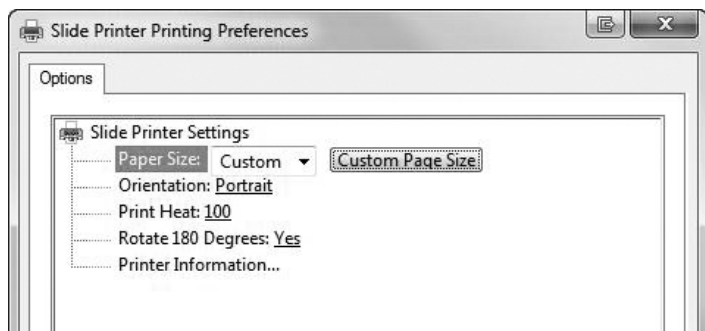 Slide Printer Printing Preferences
Options
Slide Printer Settings
Paper Size: Custom Custom Page Size
Orientation: Portrait
Print Heat: 100
Rotate 180 Degrees: Yes
Printer Information...